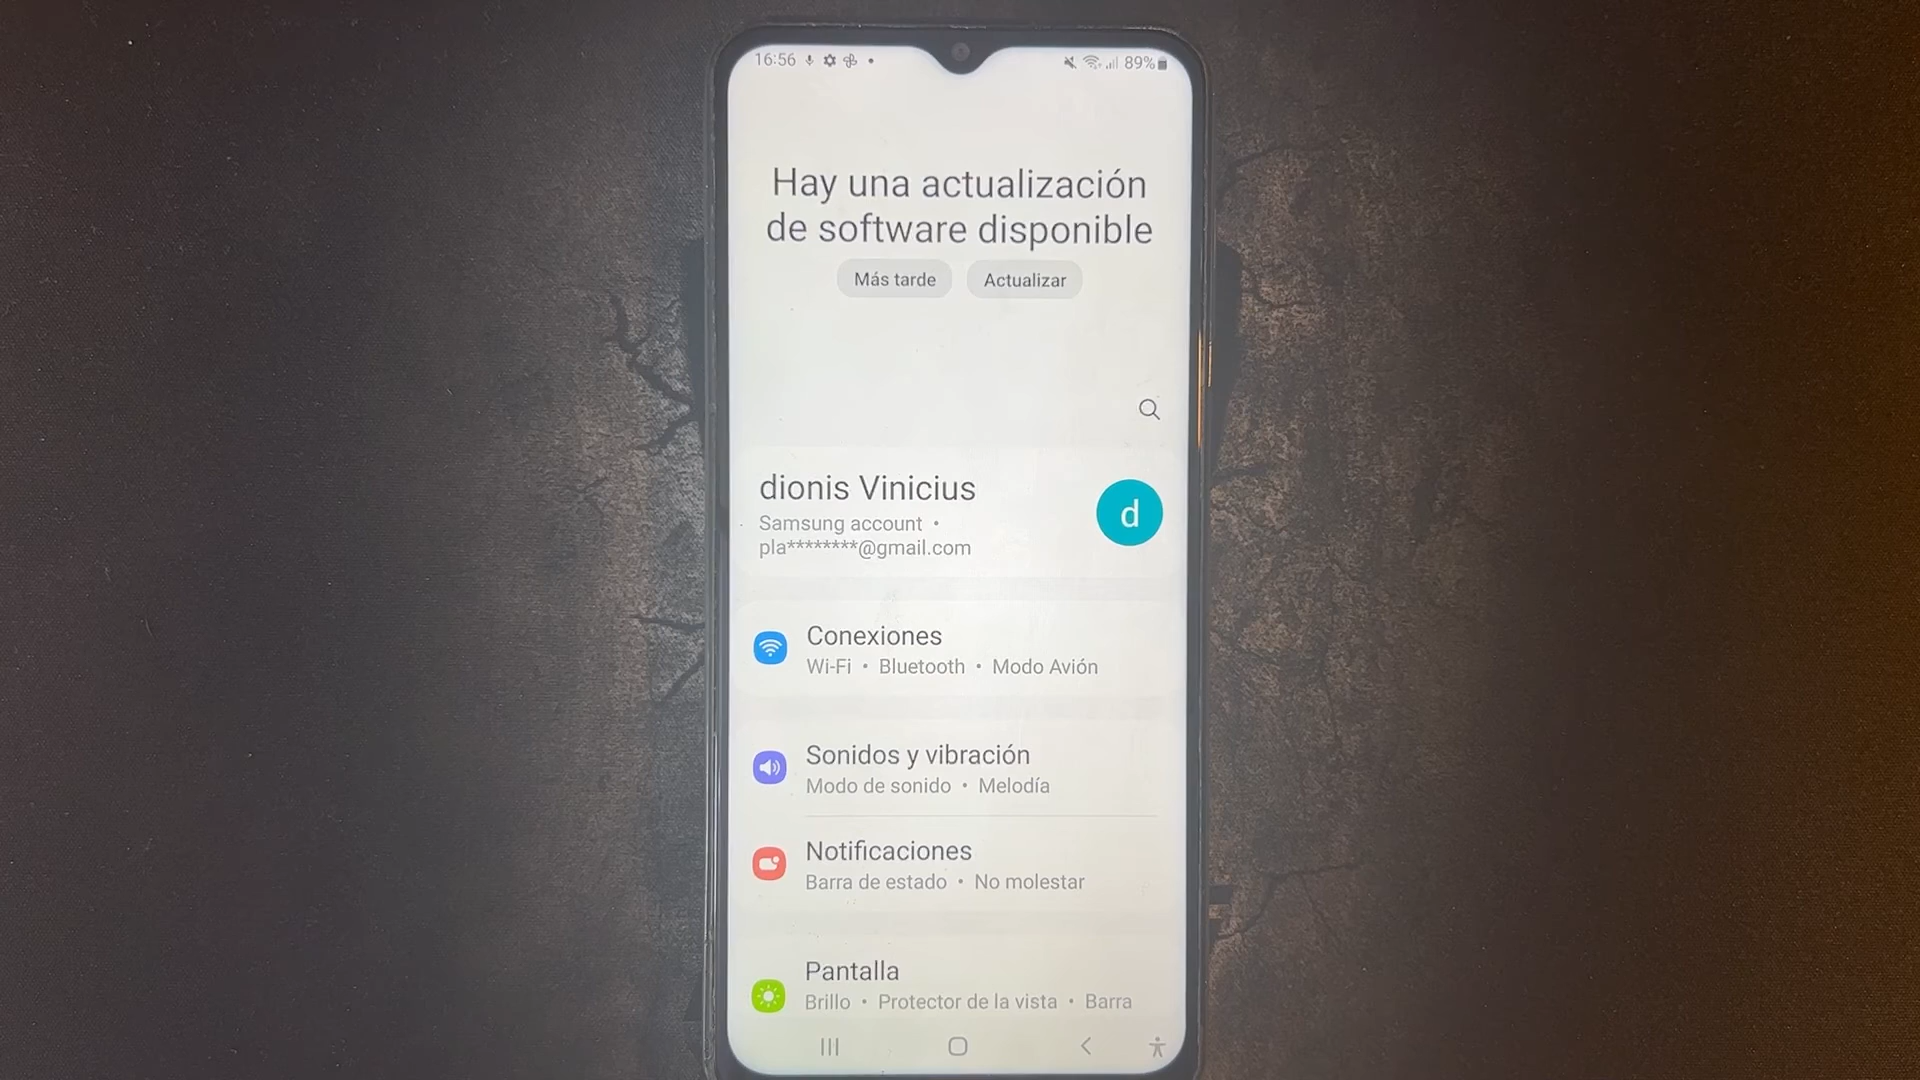 16:56
89%
Hay una actualización
de software disponible
Más tarde
Actualizar
dionis Vinicius
Samsung account •
pla********@gmail.com
d
Conexiones
Wi-Fi • Bluetooth • Modo Avión
Sonidos y vibración
Modo de sonido • Melodía
Notificaciones
Barra de estado • No molestar
Pantalla
Brillo • Protector de la vista • Barra